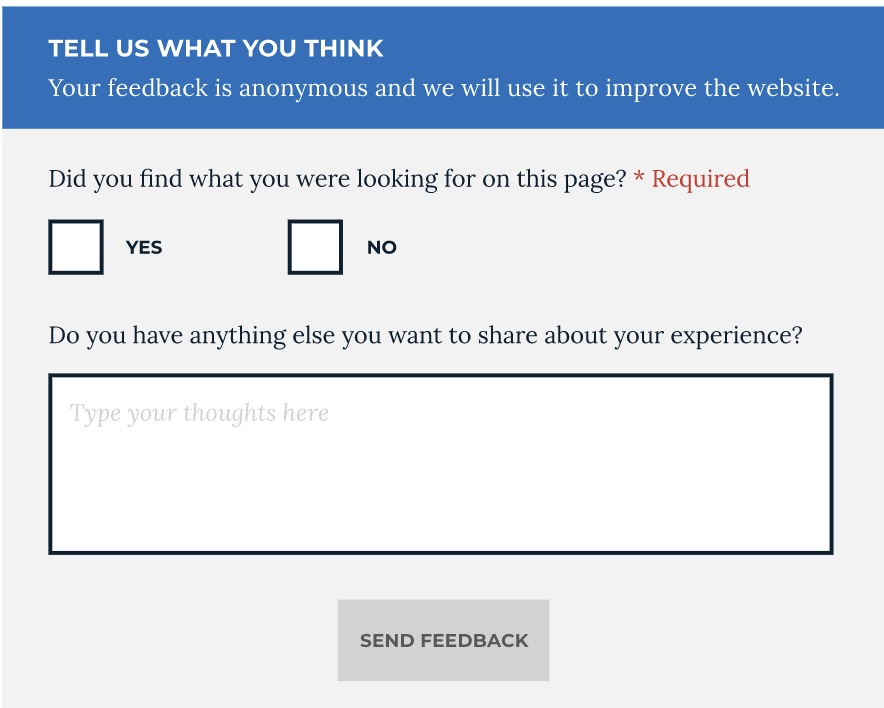 TELL US WHAT YOU THINK
Your feedback is anonymous and we will use it to improve the website.
Did you find what you were looking for on this page? * Required
YES NO
Do you have anything else you want to share about your experience?
Type your thoughts here
SEND FEEDBACK